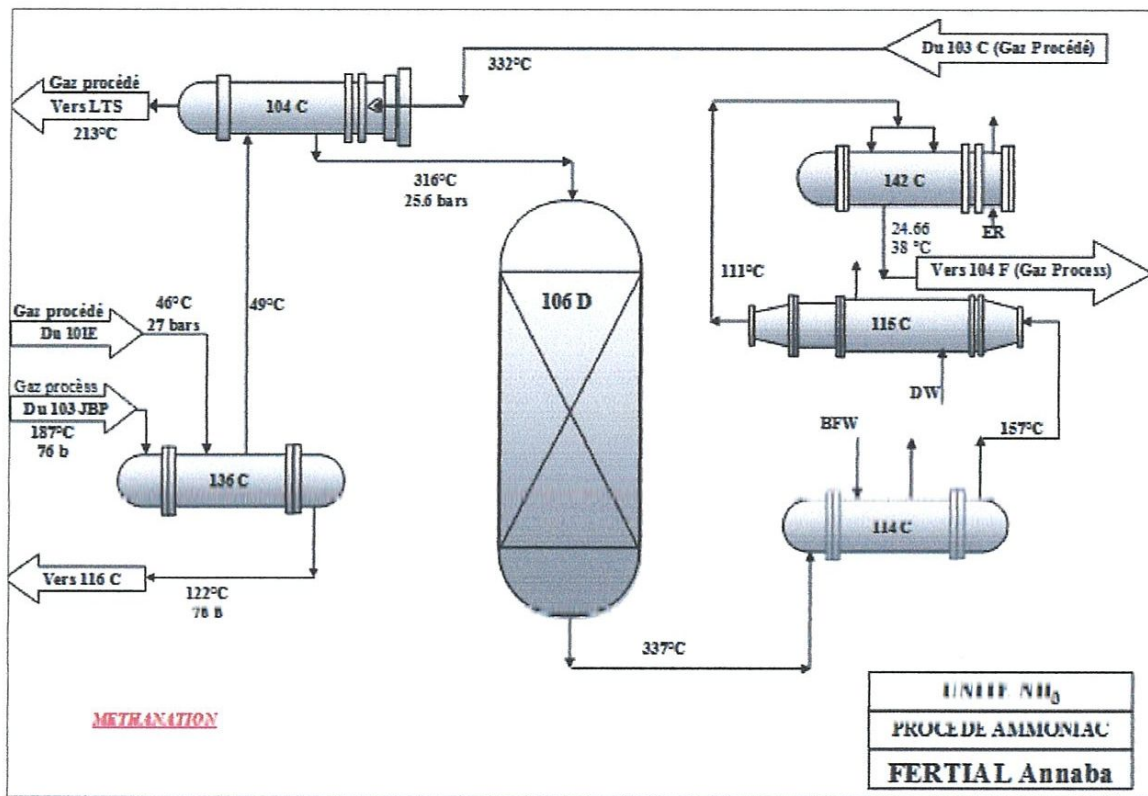 Du 103 C (Gaz Procédé)
332°C
Gaz procédé
Vers LTS
213°C
104 C
316°C
25.6 bars
142 C
24.66
38 °C
ER
Vers 104 F (Gaz Process)
111°C
115 C
DW
106 D
Gaz procédé
Du 101E
46°C
27 bars
49°C
Gaz procèss
Du 103 JBP
187°C
76 b
136 C
BFW
157°C
114 C
Vers 116 C
122°C
337°C
METHANATION
UNITE NH
PROCEDE AMMONIAC
FERTIAL Annaba